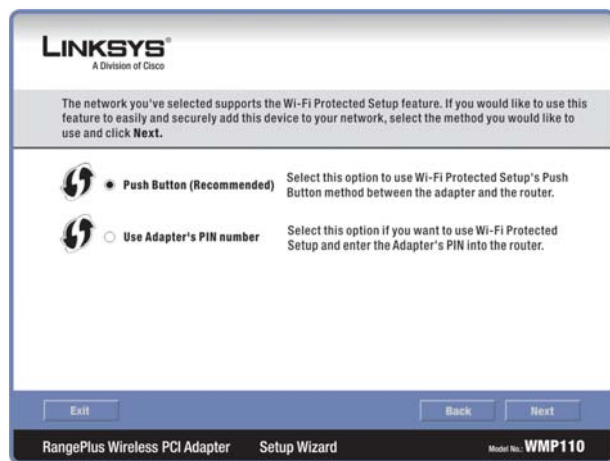 LINKSYS®
A Division of Cisco
The network you've selected supports the Wi-Fi Protected Setup feature. If you would like to use this
feature to easily and securely add this device to your network, select the method you would like to
use and click Next.
Push Button (Recommended)
Select this option to use Wi-Fi Protected Setup's Push
Button method between the adapter and the router.
Use Adapter's PIN number
Select this option if you want to use Wi-Fi Protected
Setup and enter the Adapter's PIN into the router.
Exit
Back
Next
RangePlus Wireless PCI Adapter Setup Wizard Model No.: WMP110